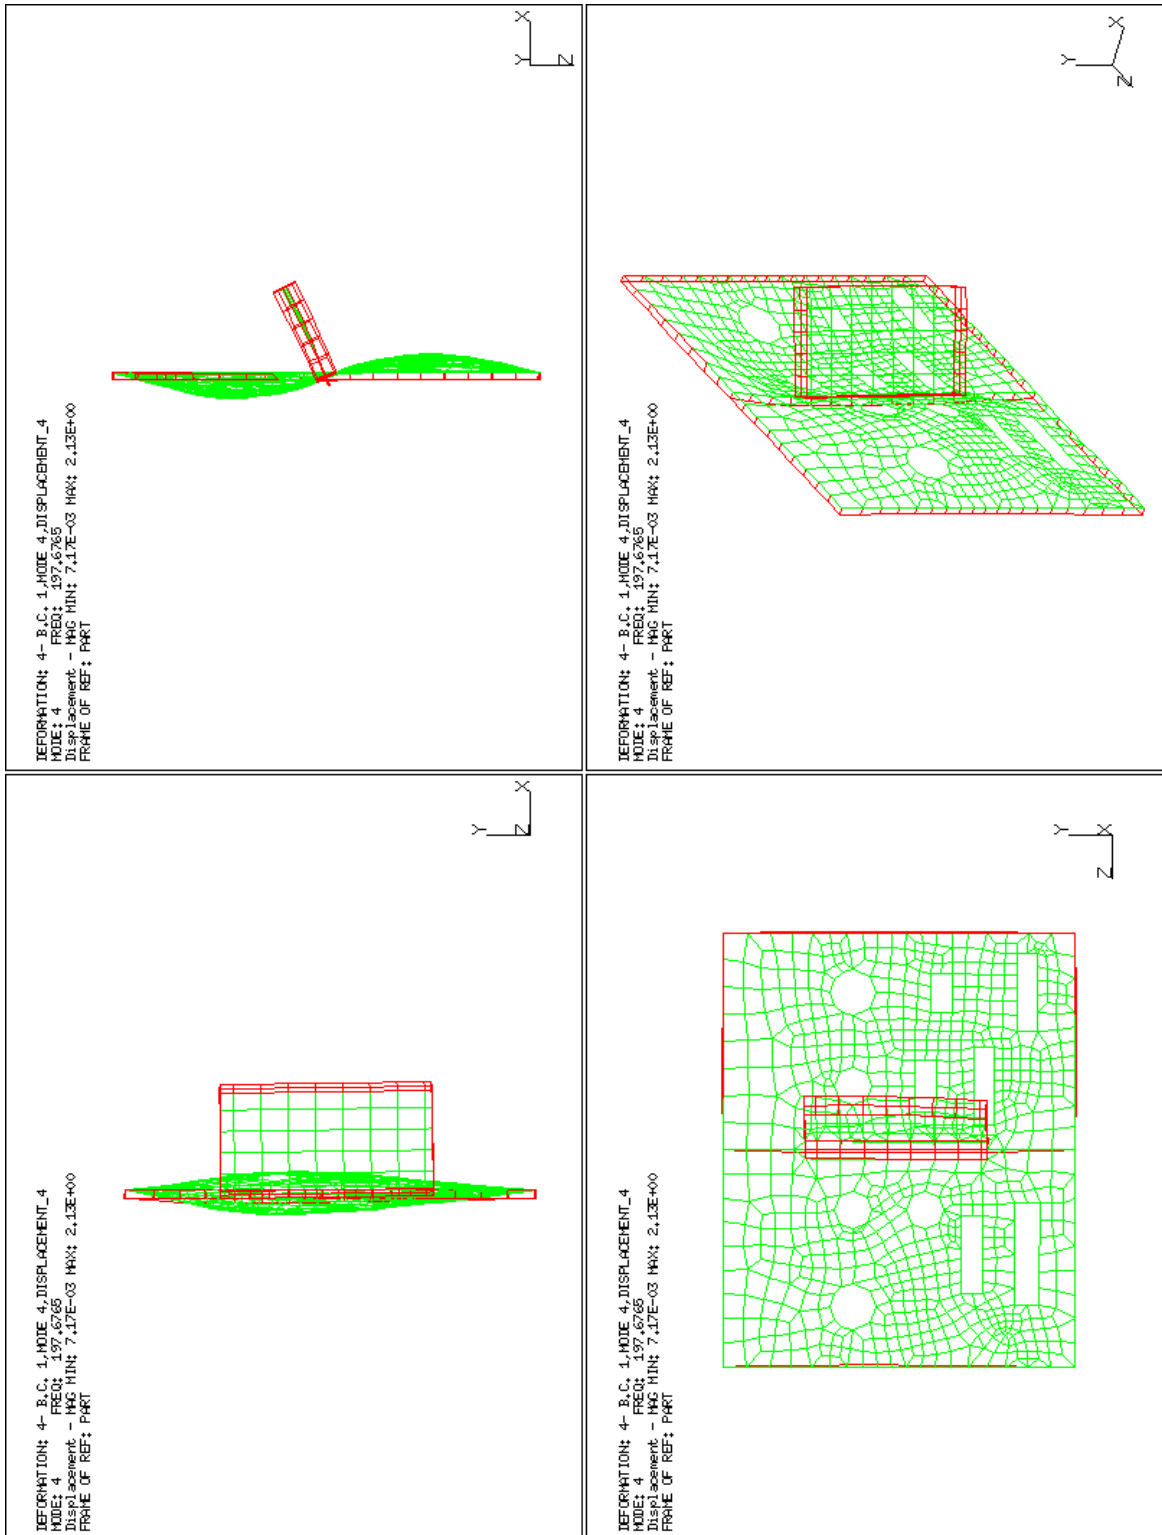 DEFORMATION: 4- B.C. 1,MODE 4,DISPLACEMENT_4
MODE: 4 FREQ: 197.6765
Displacement - MAG MIN: 7.17E-03 MAX: 2.13E+00
FRAME OF REF: PART
Y
X
Z
DEFORMATION: 4- B.C. 1,MODE 4,DISPLACEMENT_4
MODE: 4 FREQ: 197.6765
Displacement - MAG MIN: 7.17E-03 MAX: 2.13E+00
FRAME OF REF: PART
Y
X
Z
DEFORMATION: 4- B.C. 1,MODE 4,DISPLACEMENT_4
MODE: 4 FREQ: 197.6765
Displacement - MAG MIN: 7.17E-03 MAX: 2.13E+00
FRAME OF REF: PART
Y
Z
X
DEFORMATION: 4- B.C. 1,MODE 4,DISPLACEMENT_4
MODE: 4 FREQ: 197.6765
Displacement - MAG MIN: 7.17E-03 MAX: 2.13E+00
FRAME OF REF: PART
Y
Z
X